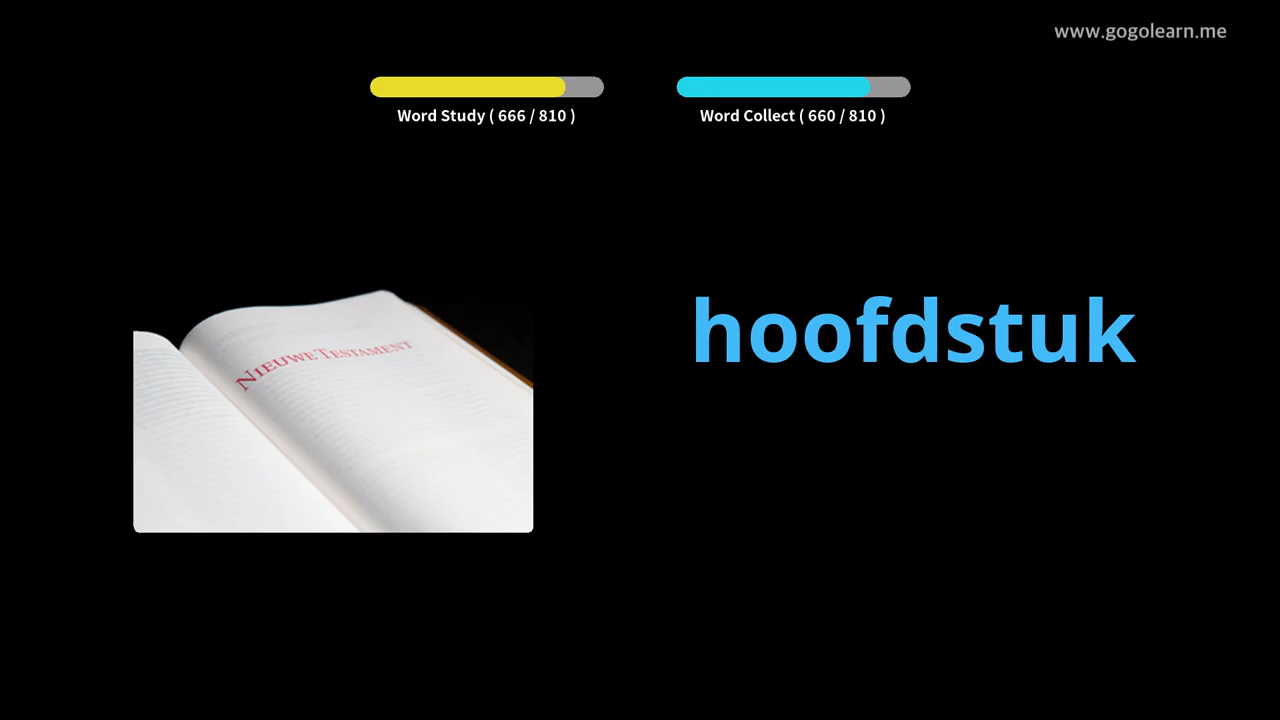 www.gogolearn.me
Word Study ( 666 / 810 )
Word Collect ( 660 / 810 )
NIEUWE TESTAMENT
hoofdstuk